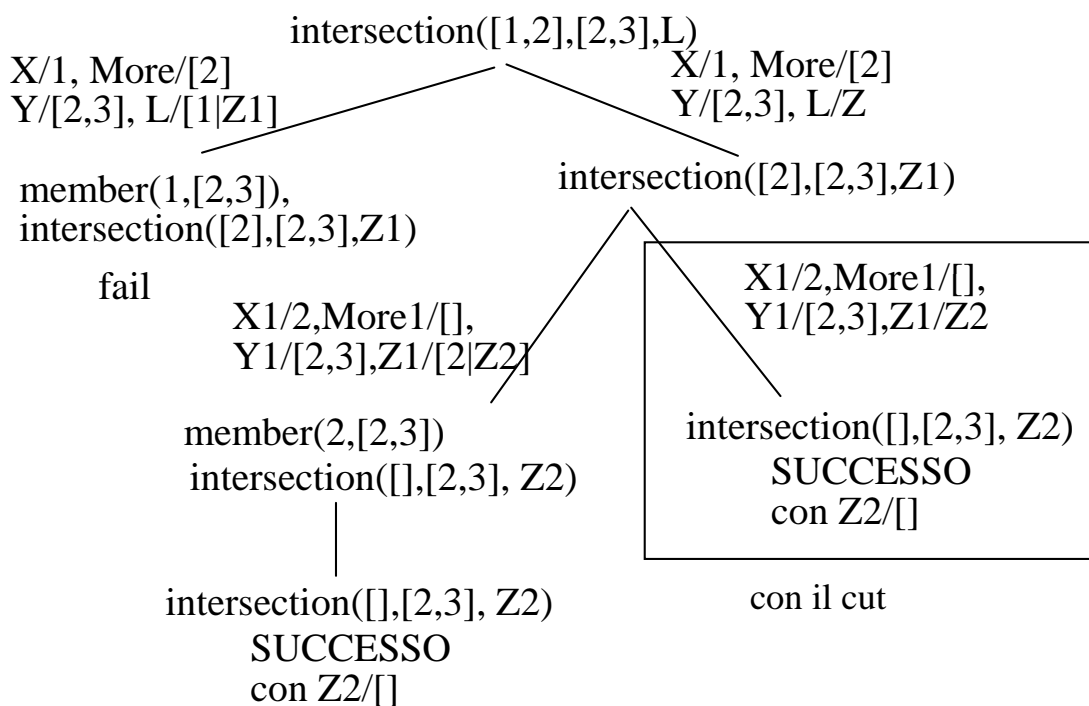 intersection([1,2],[2,3],L)
X/1, More/[2]
Y/[2,3], L/[1|Z1]
X/1, More/[2]
Y/[2,3], L/Z
member(1,[2,3]),
intersection([2],[2,3],Z1)
fail
intersection([2],[2,3],Z1)
X1/2,More1/[],
Y1/[2,3],Z1/[2|Z2]
X1/2,More1/[],
Y1/[2,3],Z1/Z2
member(2,[2,3])
intersection([],[2,3], Z2)
intersection([],[2,3], Z2)
SUCCESSO
con Z2/[]
intersection([],[2,3], Z2)
SUCCESSO
con Z2/[]
con il cut